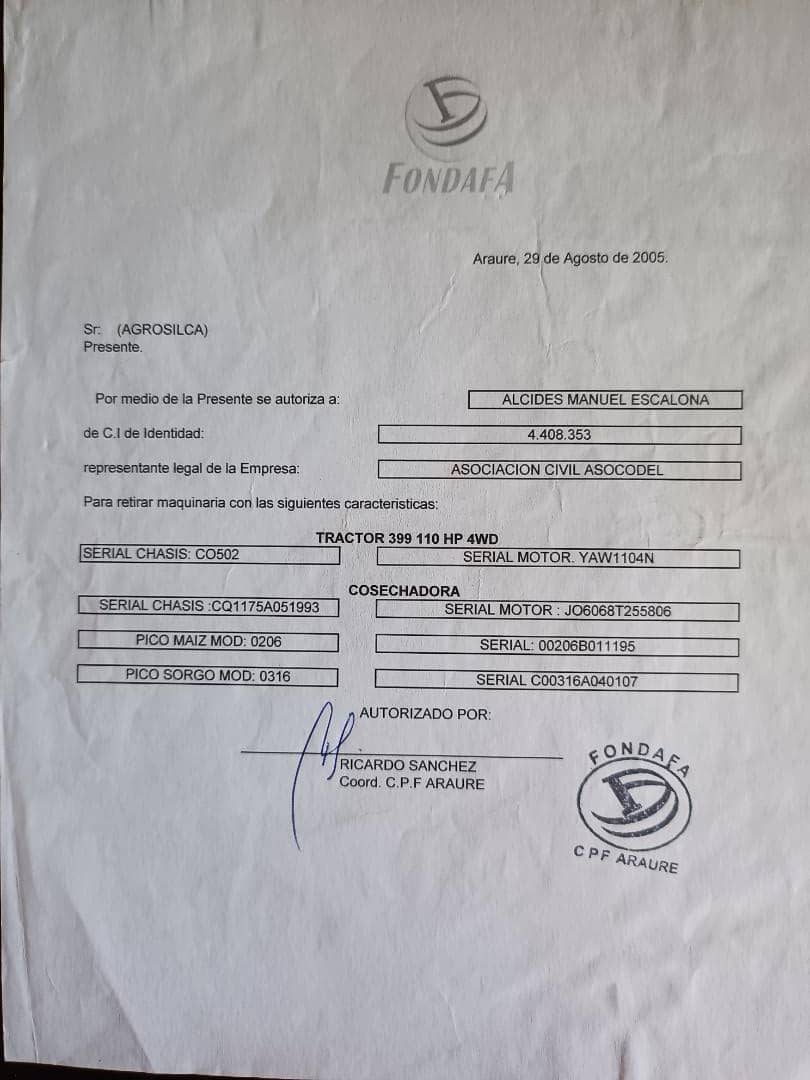 FONDAFA
Araure, 29 de Agosto de 2005.
Sr. (AGROSILCA)
Presente.
Por medio de la Presente se autoriza a: ALCIDES MANUEL ESCALONA
de C.I de Identidad: 4.408.353
representante legal de la Empresa: ASOCIACION CIVIL ASOCODEL
Para retirar maquinaria con las siguientes caracteristicas:
TRACTOR 399 110 HP 4WD
SERIAL CHASIS: CO502 SERIAL MOTOR. YAW1104N
COSECHADORA
SERIAL CHASIS :CQ1175A051993 SERIAL MOTOR : JO6068T255806
PICO MAIZ MOD: 0206 SERIAL: 00206B011195
PICO SORGO MOD: 0316 SERIAL C00316A040107
AUTORIZADO POR:
RICARDO SANCHEZ
Coord. C.P.F ARAURE
FONDAFA
CPF ARAURE